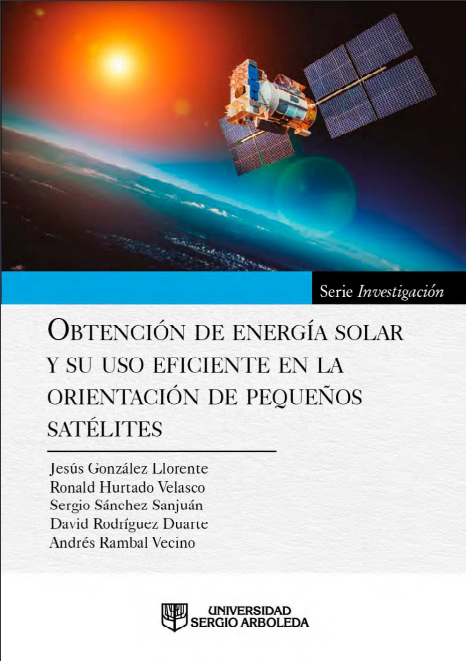 Serie Investigación
OBTENCIÓN DE ENERGÍA SOLAR
Y SU USO EFICIENTE EN LA
ORIENTACIÓN DE PEQUEÑOS
SATÉLITES
Jesús González Llorente
Ronald Hurtado Velasco
Sergio Sánchez Sanjuán
David Rodríguez Duarte
Andrés Rambal Vecino
UNIVERSIDAD
SERGIO ARBOLEDA